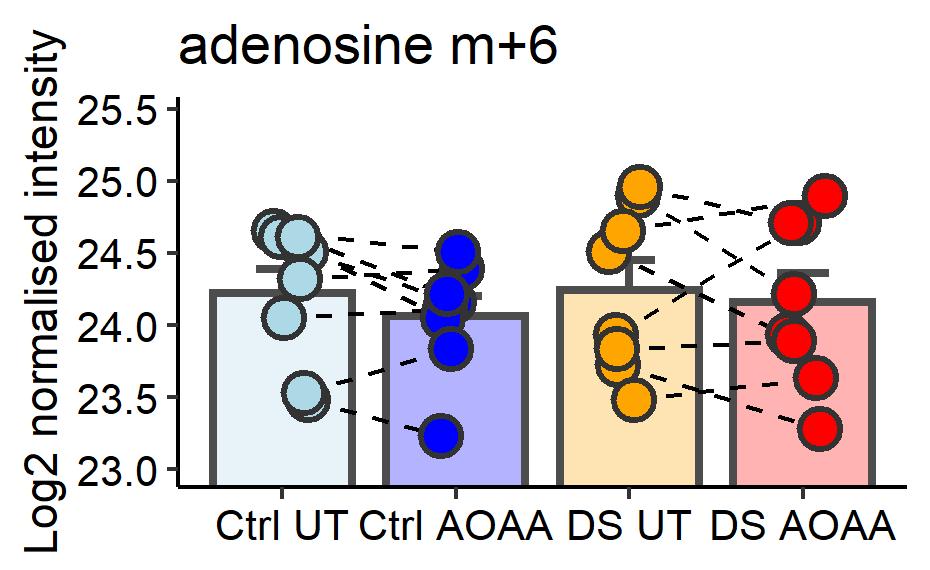 adenosine m+6
Log2 normalised intensity
25.5
25.0
24.5
24.0
23.5
23.0
Ctrl UT Ctrl AOAA DS UT DS AOAA